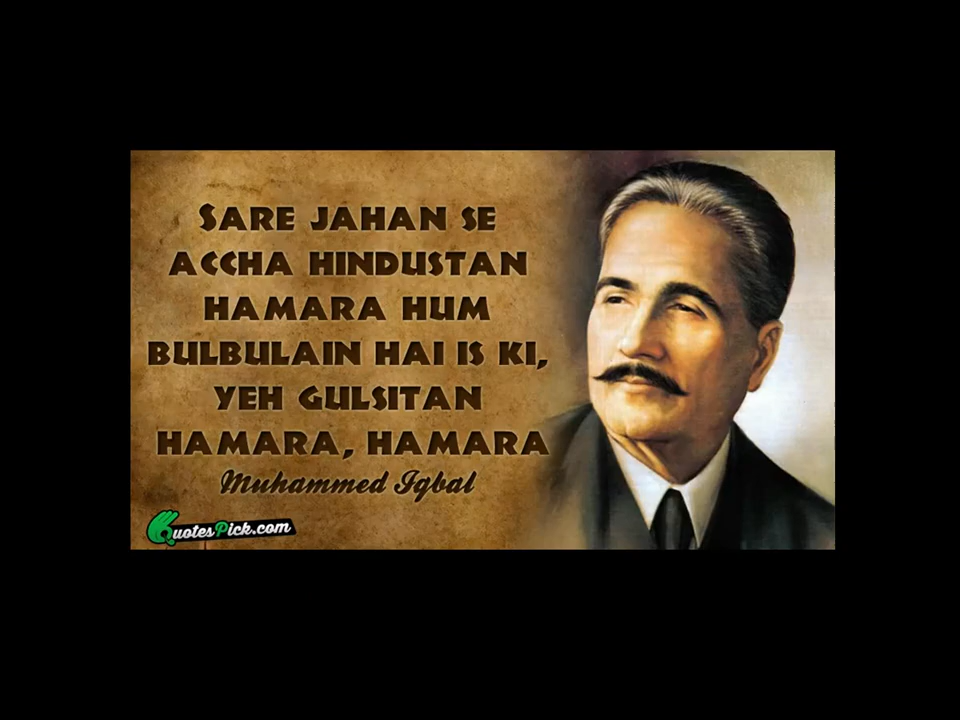 SARE JAHAN SE
ACCHA HINDUSTAN
HAMARA HUM
BULBULAIN HAI IS KI,
YEH GULSITAN
HAMARA, HAMARA
Muhammed Iqbal
QuotesPick.com